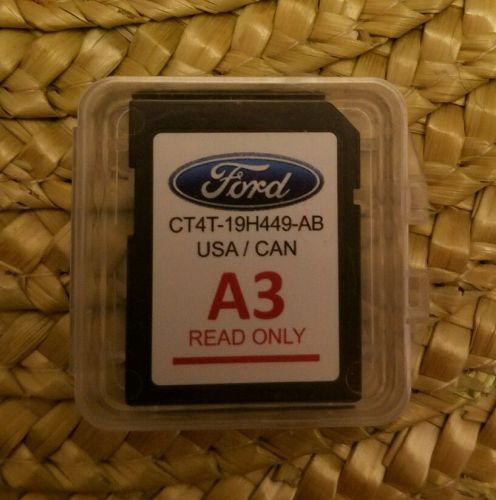 Ford
CT4T-19H449-AB
USA / CAN
A3
READ ONLY